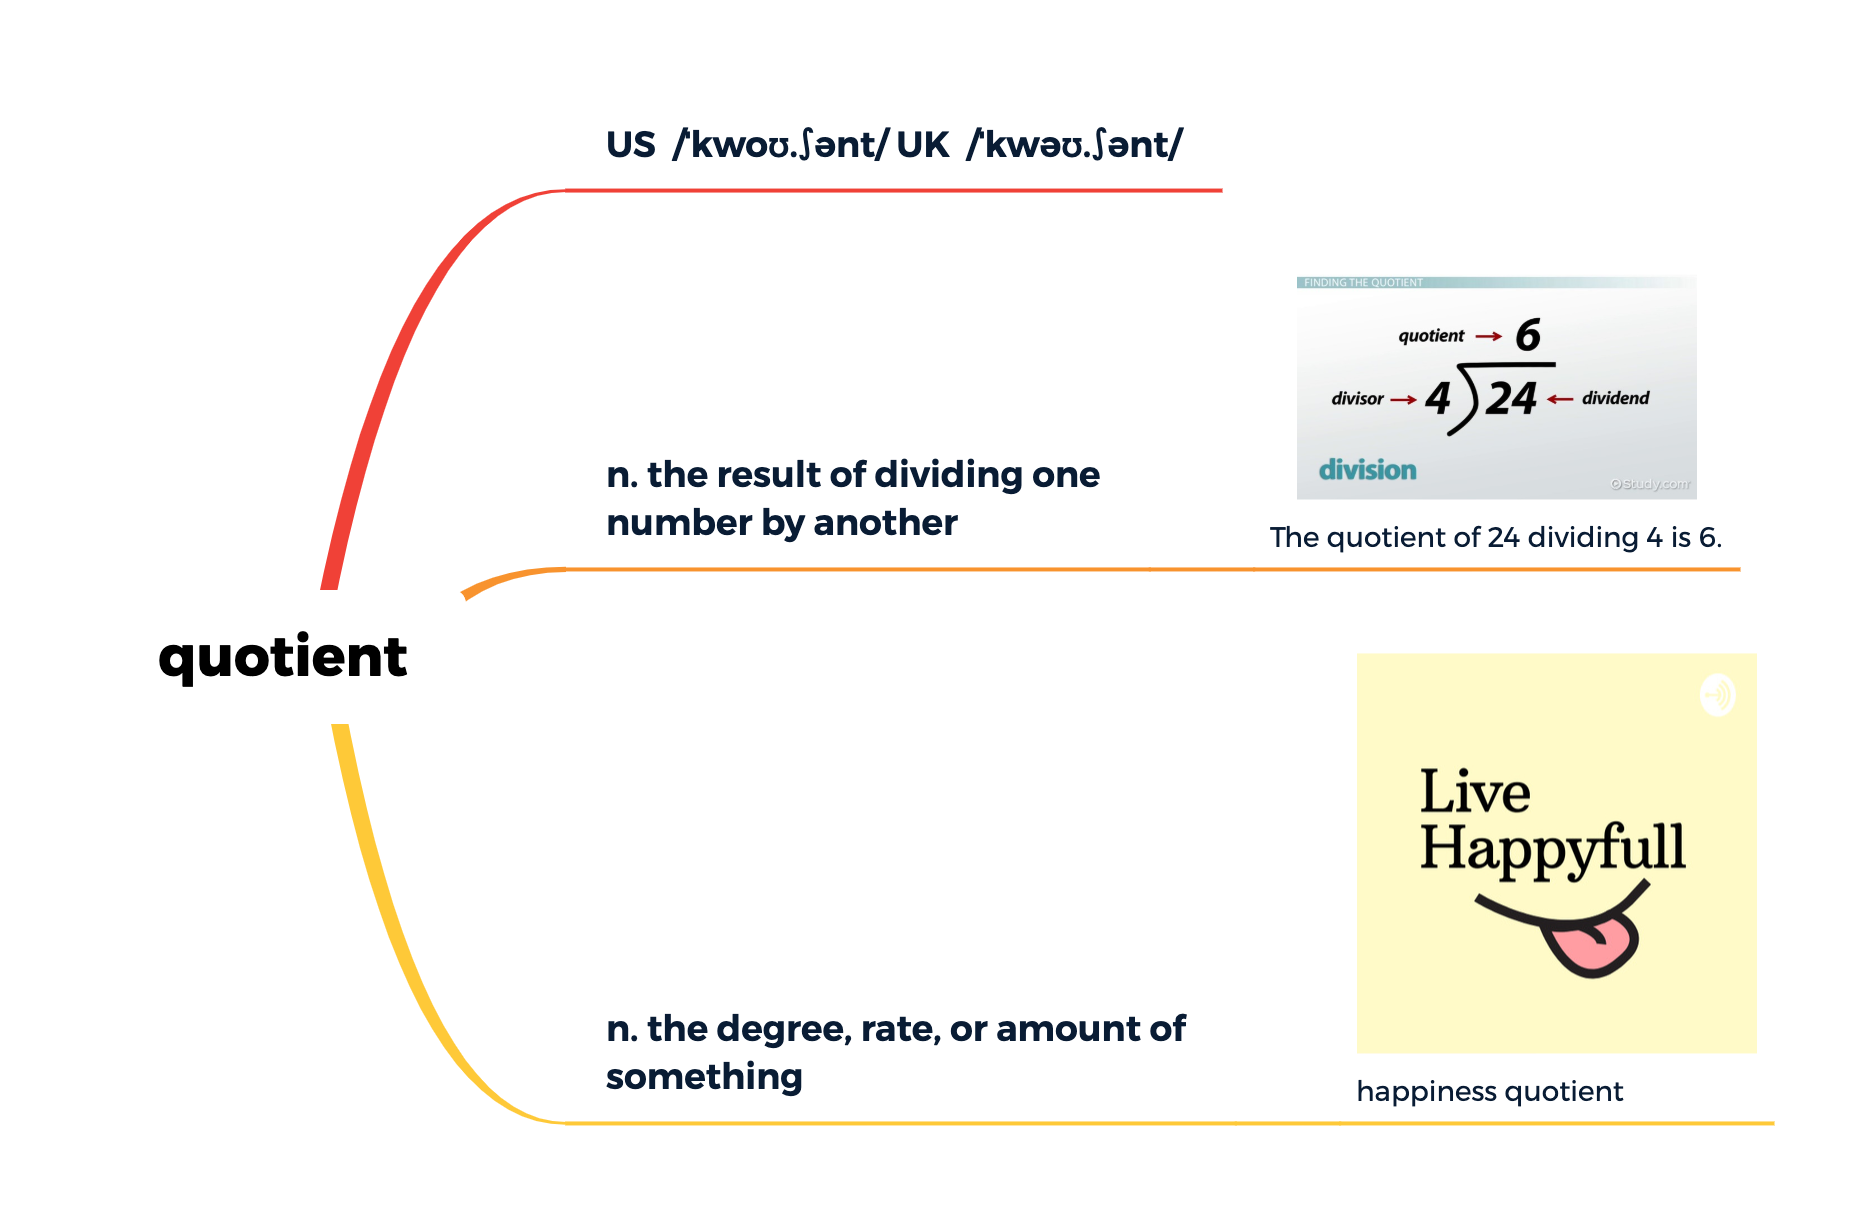 US /ˈkwoʊ.ʃənt/ UK /ˈkwəʊ.ʃənt/
FINDING THE QUOTIENT
quotient → 6
divisor → 4 24 ← dividend
division
© Study.com
n. the result of dividing one
number by another
The quotient of 24 dividing 4 is 6.
quotient
Live
Happyfull
n. the degree, rate, or amount of
something
happiness quotient